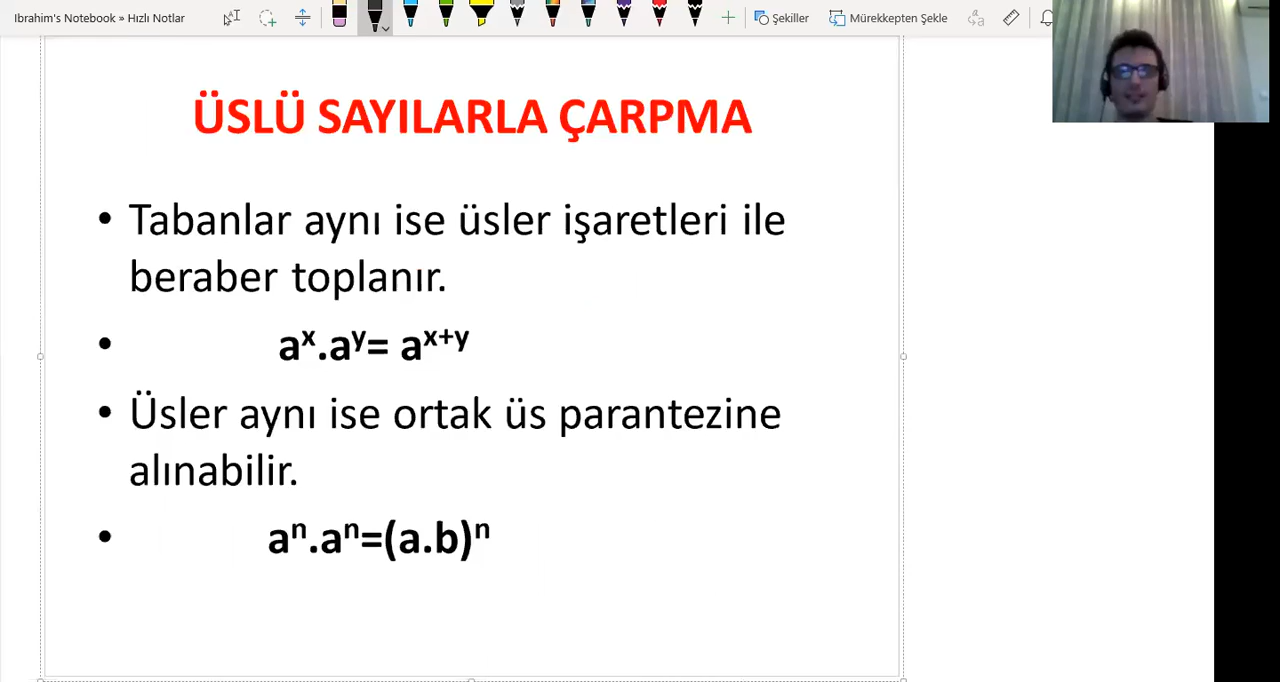 Ibrahim's Notebook » Hızlı Notlar
Şekiller
Mürekkepten Şekle
ÜSLÜ SAYILARLA ÇARPMA
• Tabanlar aynı ise üsler işaretleri ile
beraber toplanır.
• aˣ.aʸ= aˣ⁺ʸ
• Üsler aynı ise ortak üs parantezine
alınabilir.
• aⁿ.aⁿ=(a.b)ⁿ